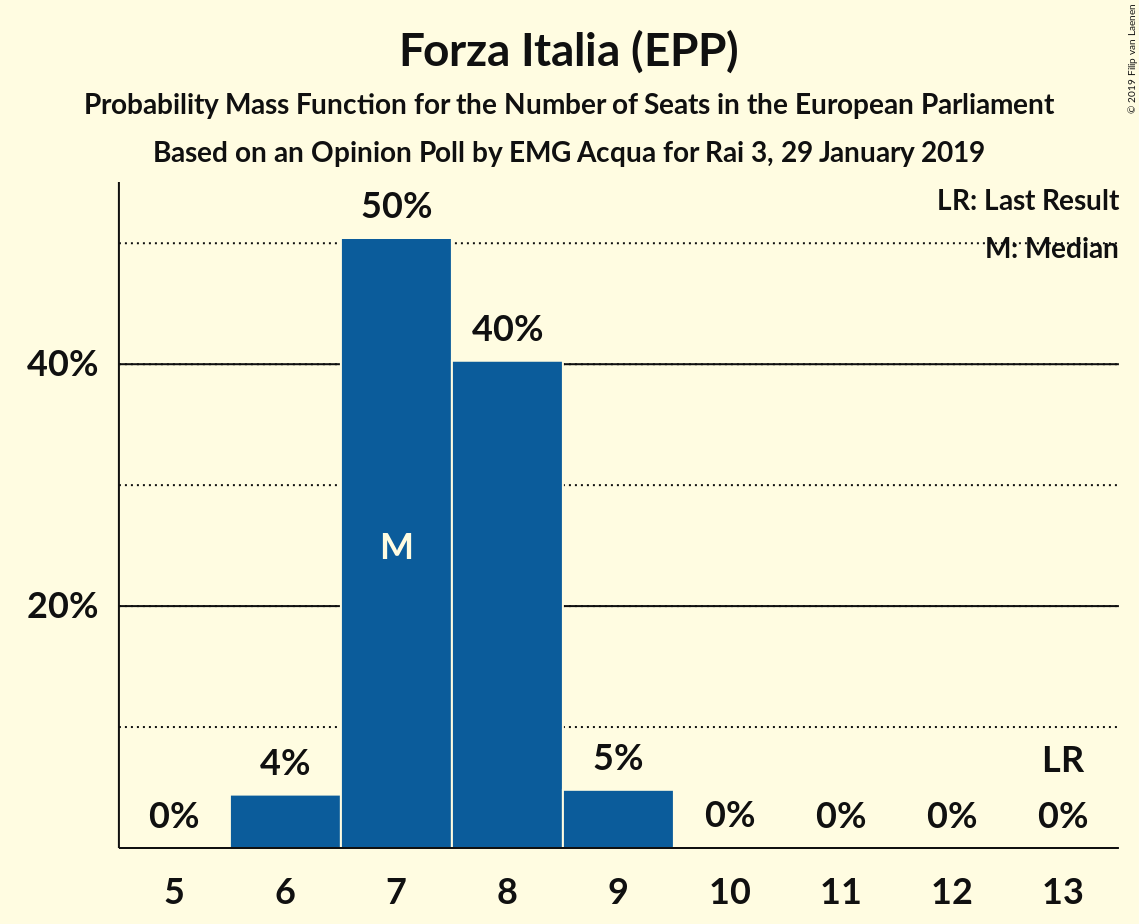 Forza Italia (EPP)
Probability Mass Function for the Number of Seats in the European Parliament
Based on an Opinion Poll by EMG Acqua for Rai 3, 29 January 2019
© 2019 Filip van Laenen
LR: Last Result
M: Median
50%
40%
40%
M
20%
4%
5%
LR
0%
0%
0%
0%
0%
5 6 7 8 9 10 11 12 13